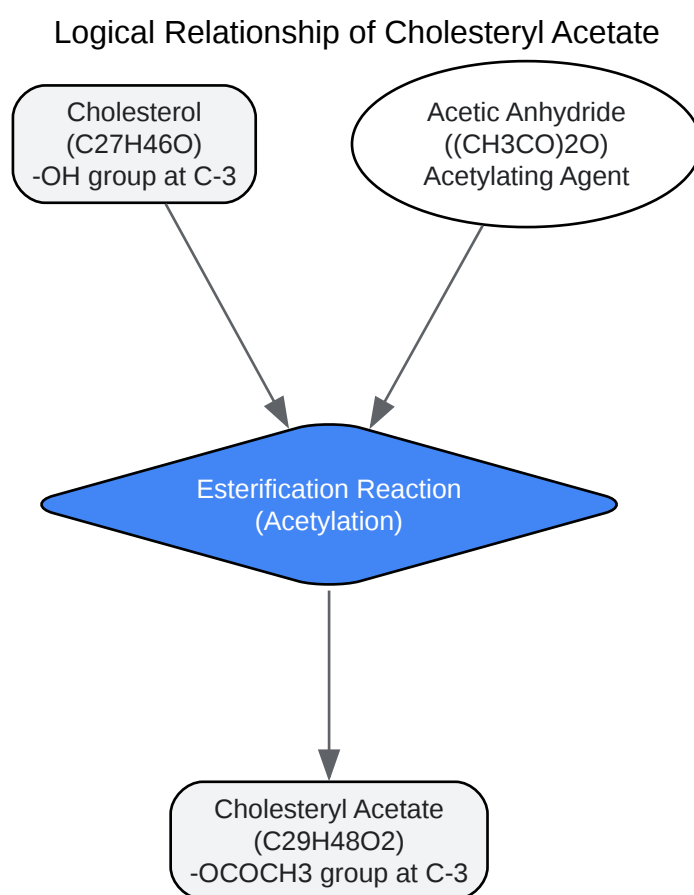 Logical Relationship of Cholesteryl Acetate
Cholesterol
(C27H46O)
-OH group at C-3
Acetic Anhydride
((CH3CO)2O)
Acetylating Agent
Esterification Reaction
(Acetylation)
Cholesteryl Acetate
(C29H48O2)
-OCOCH3 group at C-3